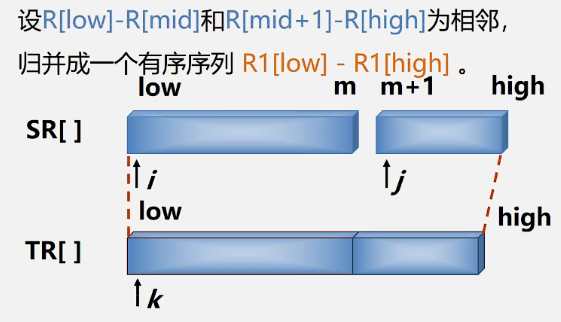 设R[low]-R[mid]和R[mid+1]-R[high]为相邻，
归并成一个有序序列 R1[low] - R1[high] 。
low m m+1 high
SR[ ]
i j
low high
TR[ ]
k